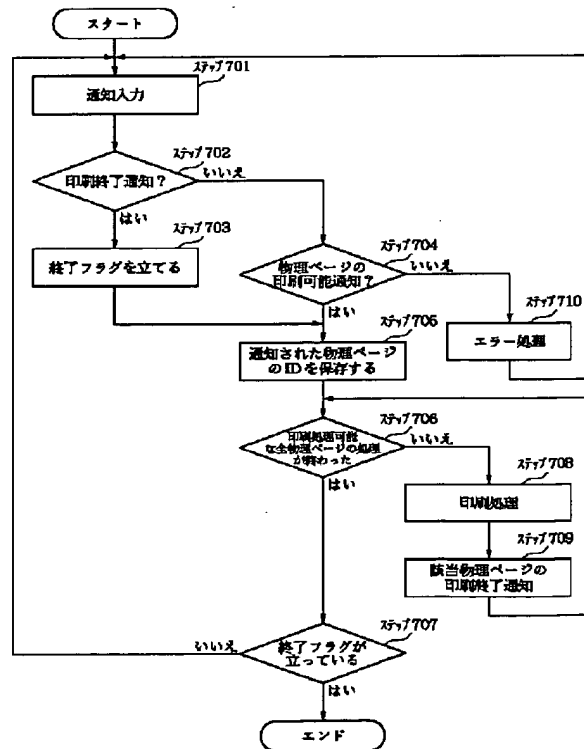 スタート
ステップ701
通知入力
ステップ702
印刷終了通知？
いいえ
はい
ステップ703
終了フラグを立てる
ステップ704
物理ページの
印刷可能通知？
いいえ
はい
ステップ710
エラー処理
ステップ705
通知された物理ページ
のIDを保存する
ステップ706
印刷処理可能
な全物理ページの処理
が終わった
いいえ
はい
ステップ708
印刷処理
ステップ709
該当物理ページの
印刷終了通知
ステップ707
終了フラグが
立っている
いいえ
はい
エンド